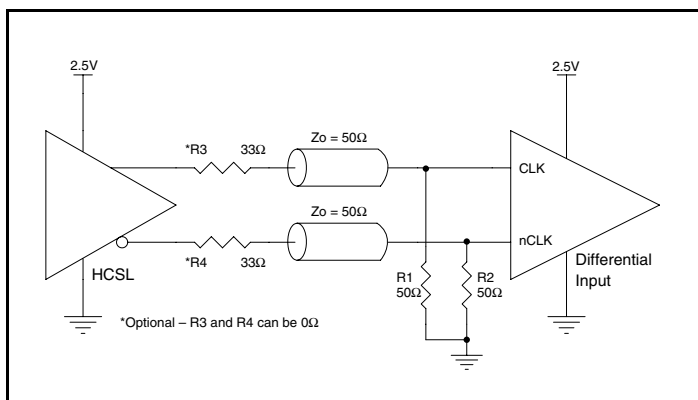 2.5V
2.5V
*R3 33Ω
Zo = 50Ω
CLK
Zo = 50Ω
nCLK
*R4 33Ω
HCSL
R1
50Ω
R2
50Ω
Differential
Input
*Optional – R3 and R4 can be 0Ω